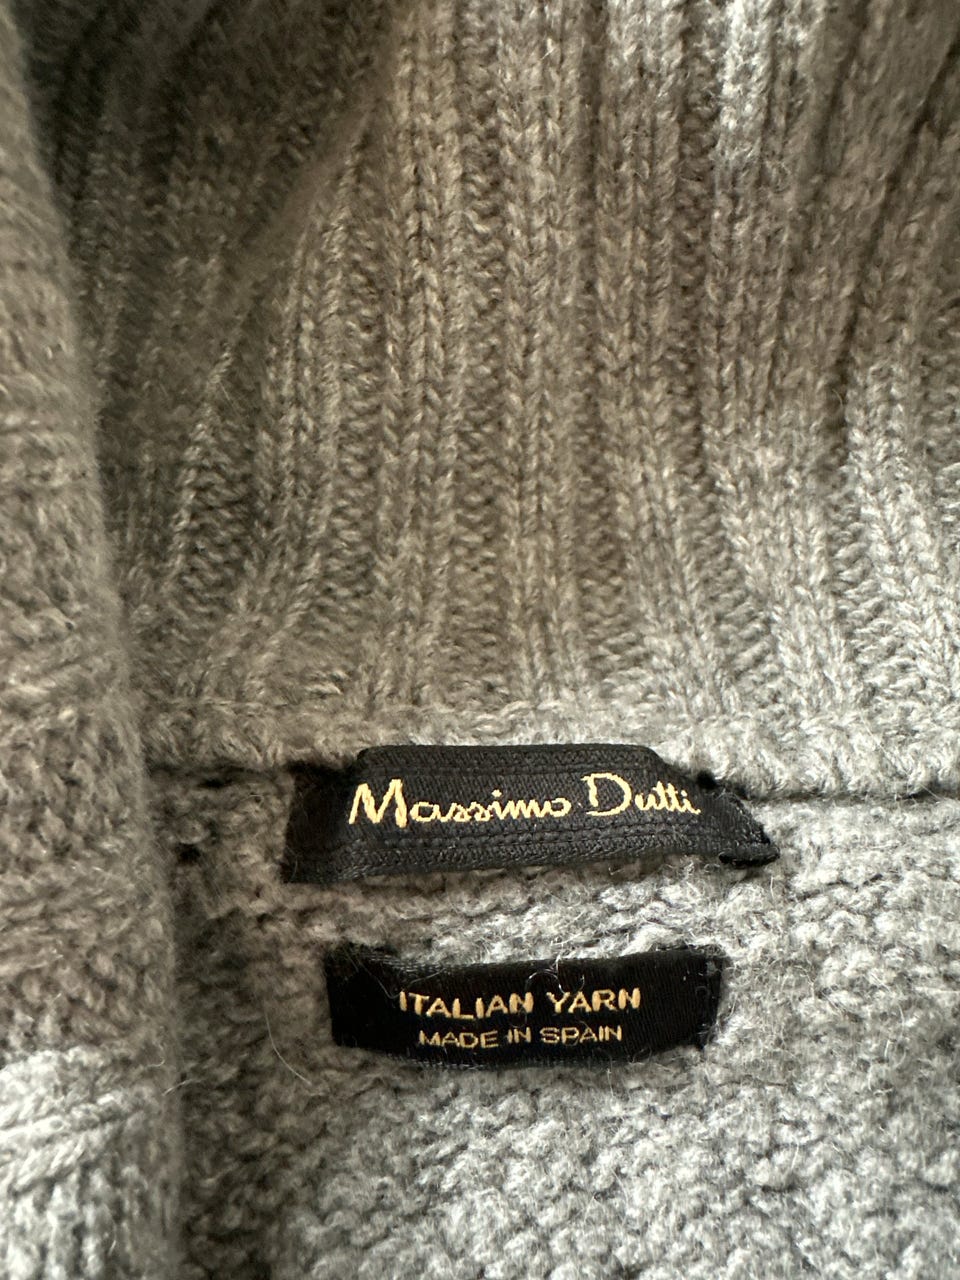 Massimo Dutti
ITALIAN YARN
MADE IN SPAIN